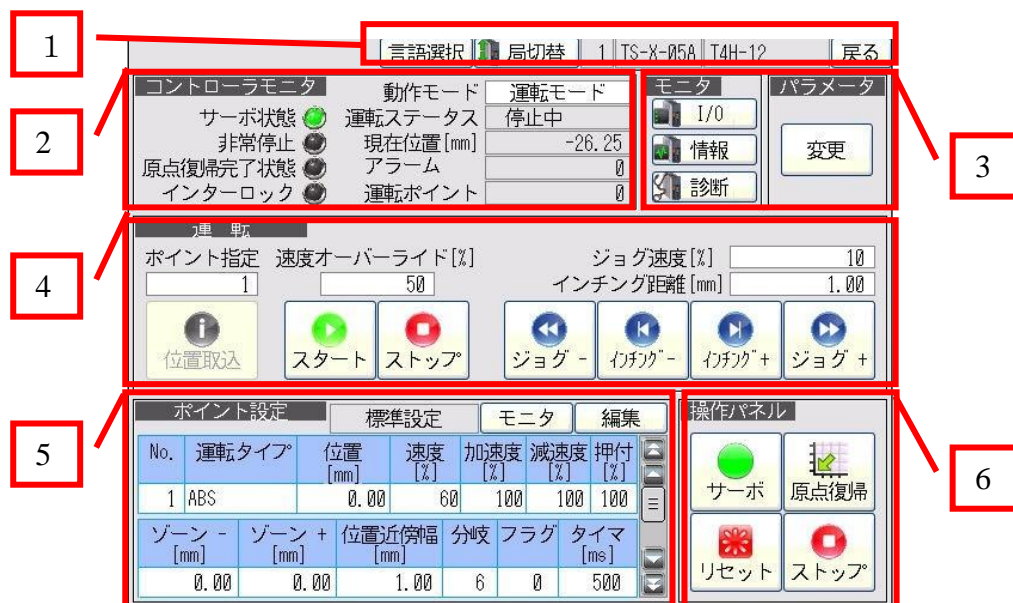 1
言語選択 局切替 1 TS-X-05A T4H-12 戻る
2
コントローラモニタ
サーボ状態
非常停止
原点復帰完了状態
インターロック
動作モード 運転モード
運転ステータス 停止中
現在位置[mm] -26.25
アラーム 0
運転ポイント 0
モニタ
I/O
情報
診断
パラメータ
変更
3
4
運 転
ポイント指定 速度オーバーライド[%] ジョグ速度[%] 10
1 50 インチング距離[mm] 1.00
位置取込 スタート ストップ ジョグ - インチング - インチング + ジョグ +
5
ポイント設定 標準設定 モニタ 編集
No. 運転タイプ 位置 速度 加速度 減速度 押付
[mm] [%] [%] [%] [%]
1 ABS 0.00 60 100 100 100
ゾーン - ゾーン + 位置近傍幅 分岐 フラグ タイマ
[mm] [mm] [mm] [ms]
0.00 0.00 1.00 6 0 500
操作パネル
サーボ 原点復帰
リセット ストップ
6